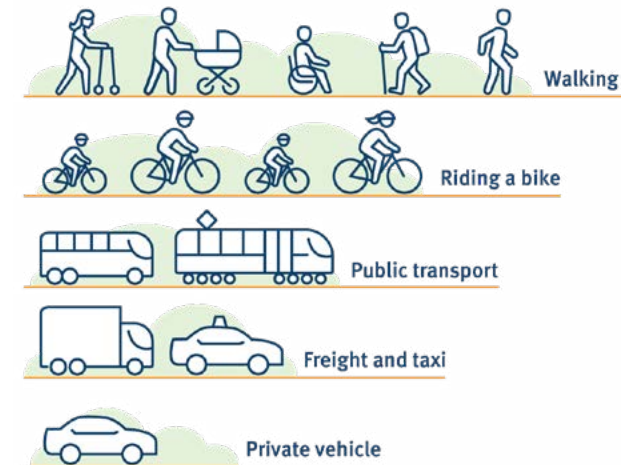 Walking
Riding a bike
Public transport
Freight and taxi
Private vehicle